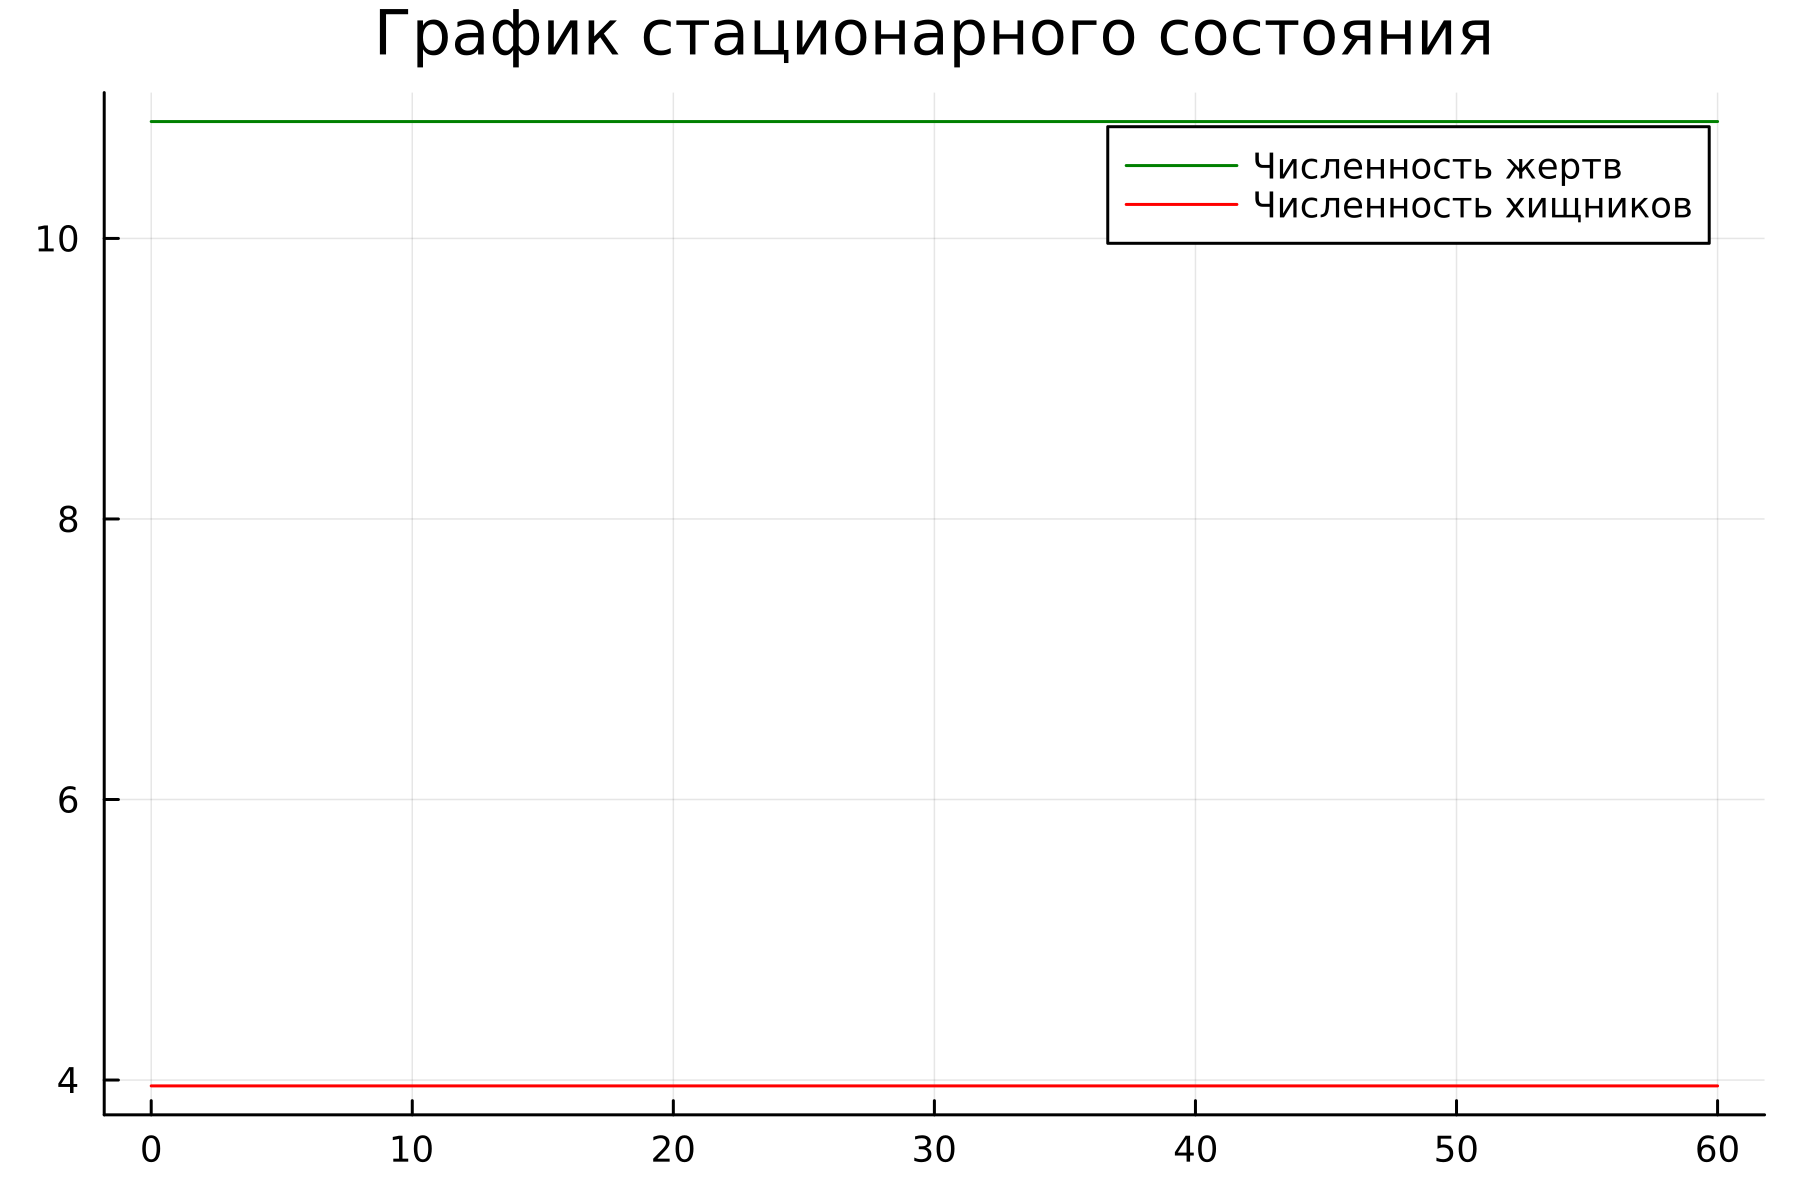 График стационарного состояния
Численность жертв
Численность хищников
10
8
6
4
0 10 20 30 40 50 60